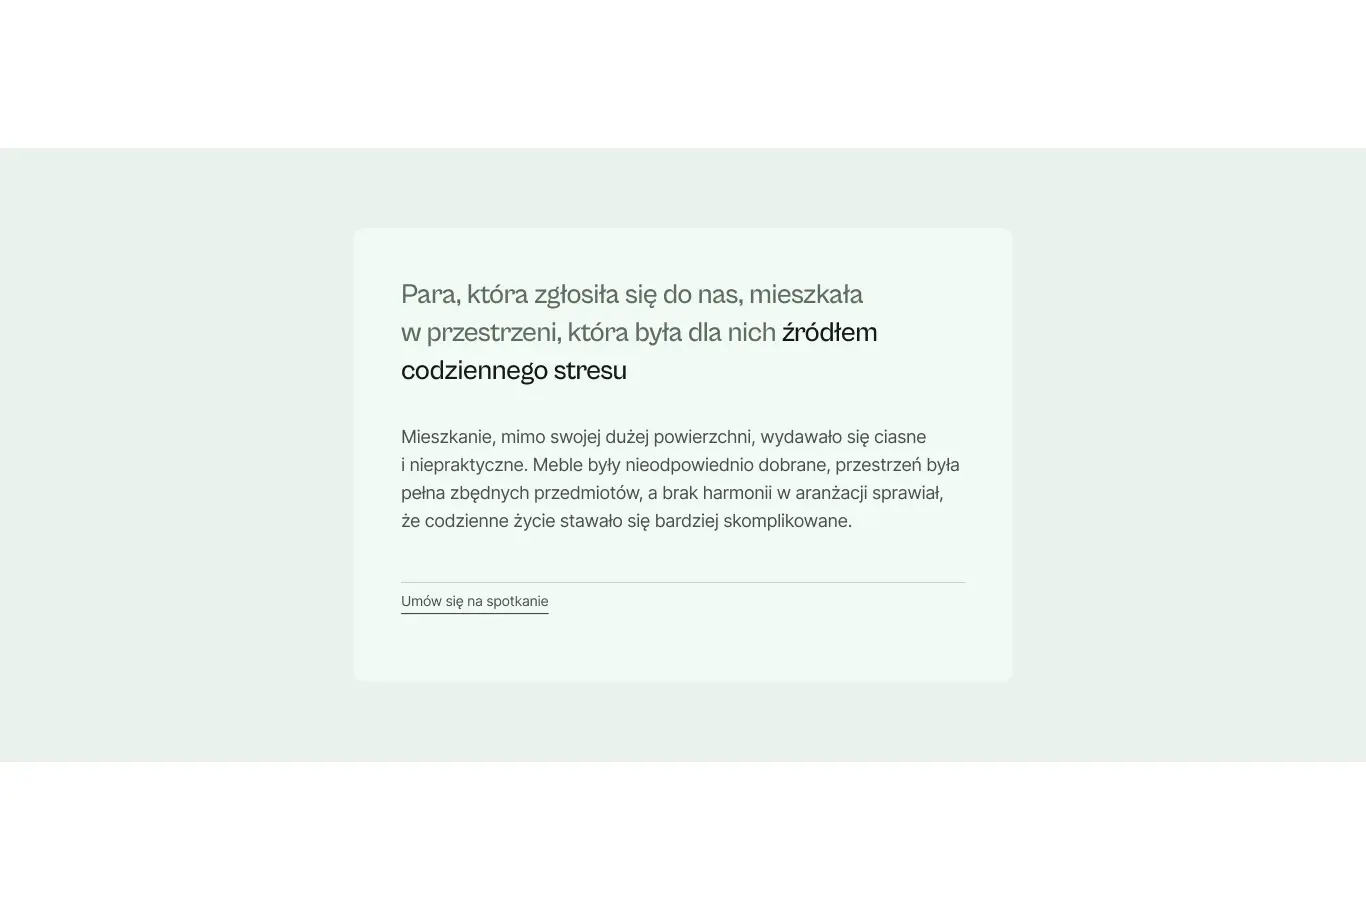 Para, która zgłosiła się do nas, mieszkała
w przestrzeni, która była dla nich źródłem
codziennego stresu
Mieszkanie, mimo swojej dużej powierzchni, wydawało się ciasne
i niepraktyczne. Meble były nieodpowiednio dobrane, przestrzeń była
pełna zbędnych przedmiotów, a brak harmonii w aranżacji sprawiał,
że codzienne życie stawało się bardziej skomplikowane.
Umów się na spotkanie